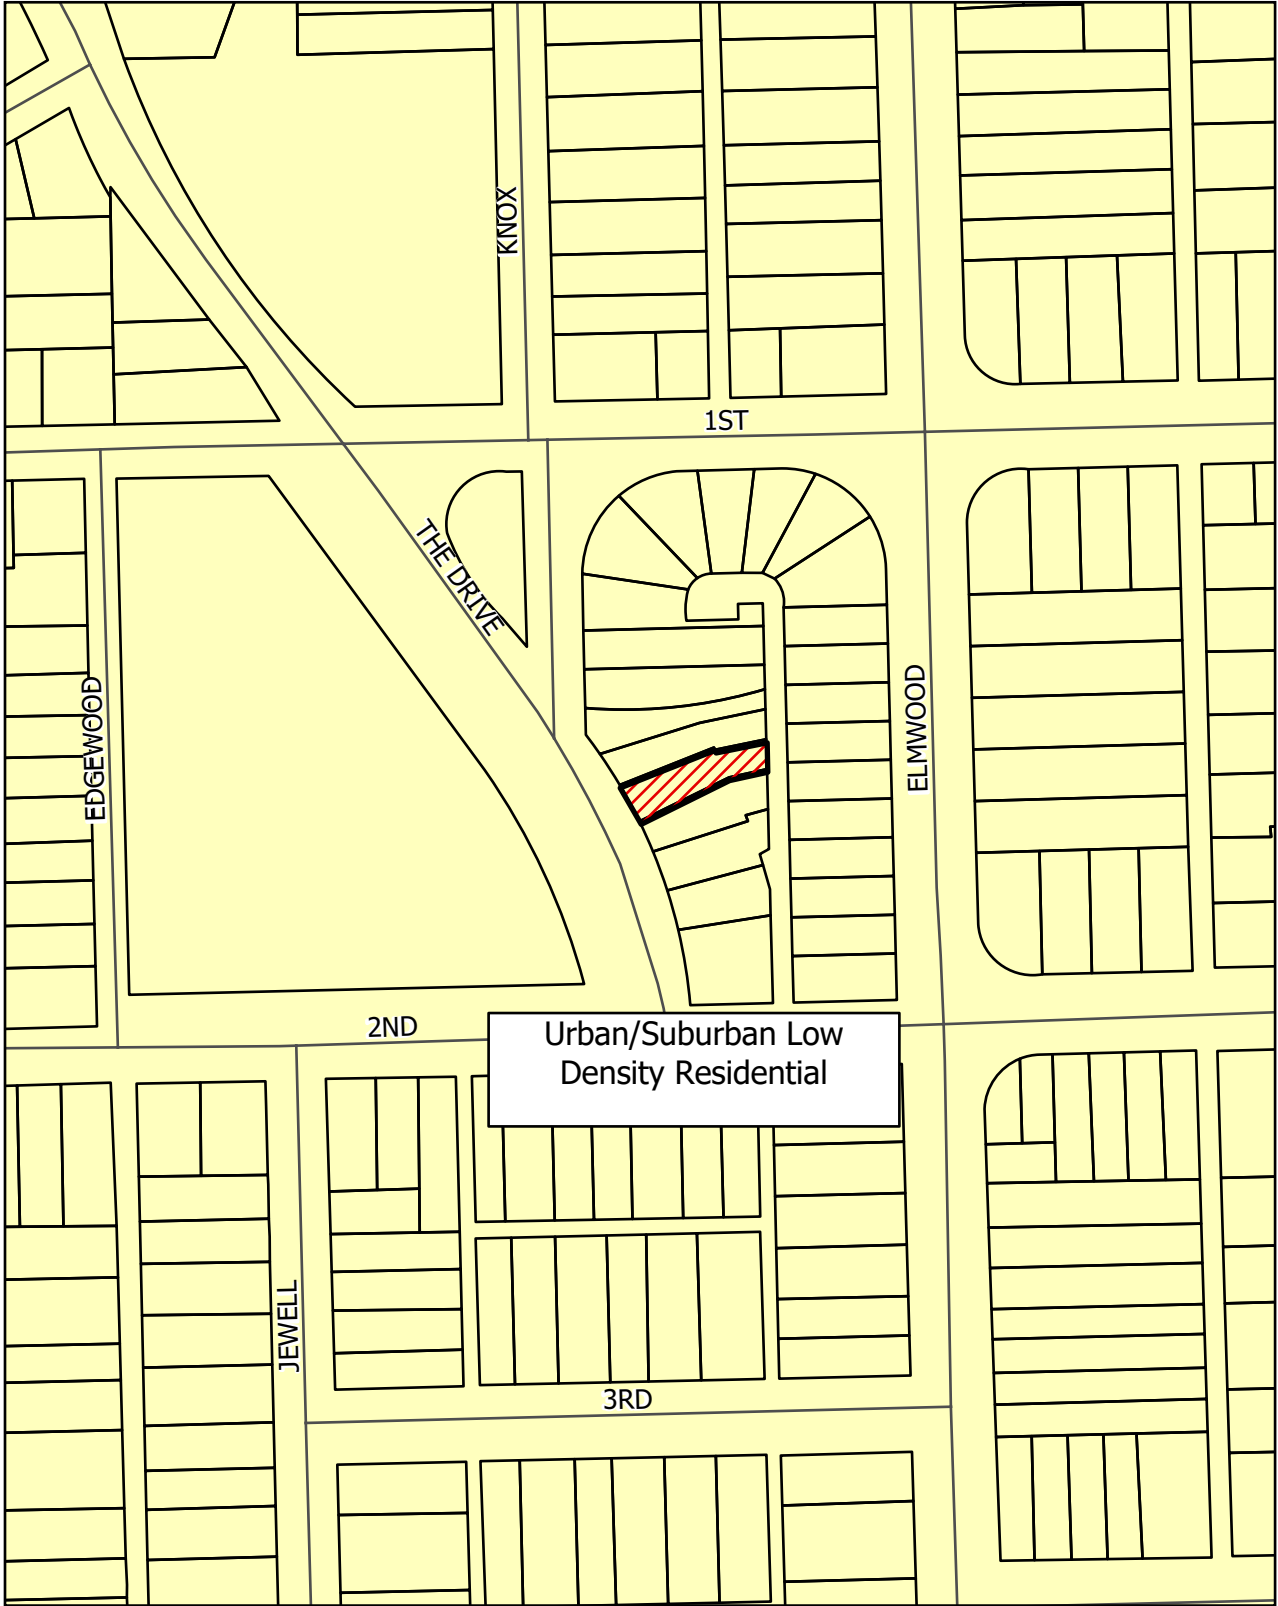 KNOX
1ST
THE DRIVE
ELMWOOD
EDGEWOOD
2ND
Urban/Suburban Low
Density Residential
JEWELL
3RD